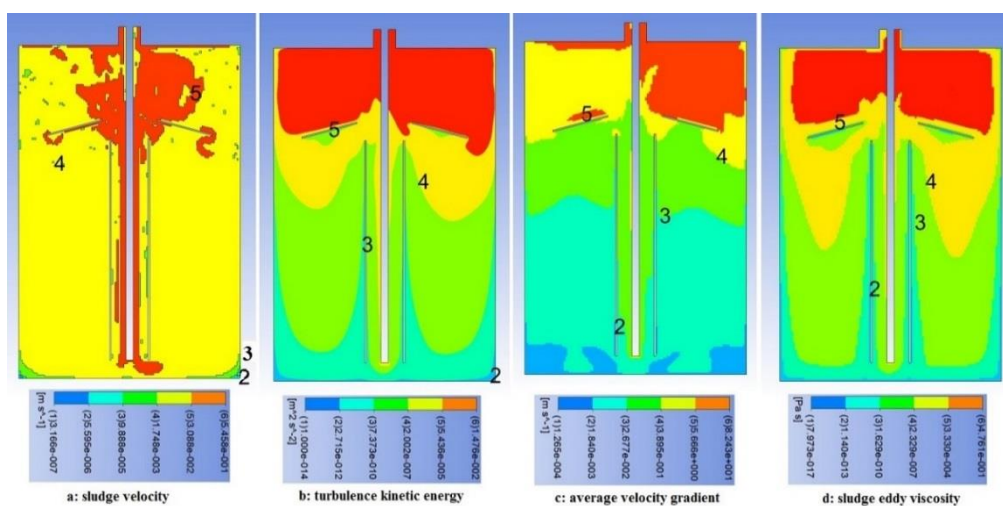 5
4
3
2
[m s^-1]
(1)3.166e-007
(2)5.595e-006
(3)9.888e-005
(4)1.748e-003
(5)3.088e-002
(6)5.458e-001
a: sludge velocity
5
4
3
2
[m^2 s^-2]
(1)1.000e-014
(2)2.715e-012
(3)7.373e-010
(4)2.002e-007
(5)5.436e-005
(6)1.476e-002
b: turbulence kinetic energy
5
4
3
2
[m s^-1]
(1)1.265e-004
(2)1.840e-003
(3)2.677e-002
(4)3.895e-001
(5)5.666e+000
(6)8.243e+001
c: average velocity gradient
5
4
3
2
[Pa s]
(1)7.973e-017
(2)1.140e-013
(3)1.629e-010
(4)2.329e-007
(5)3.330e-004
(6)4.761e-001
d: sludge eddy viscosity